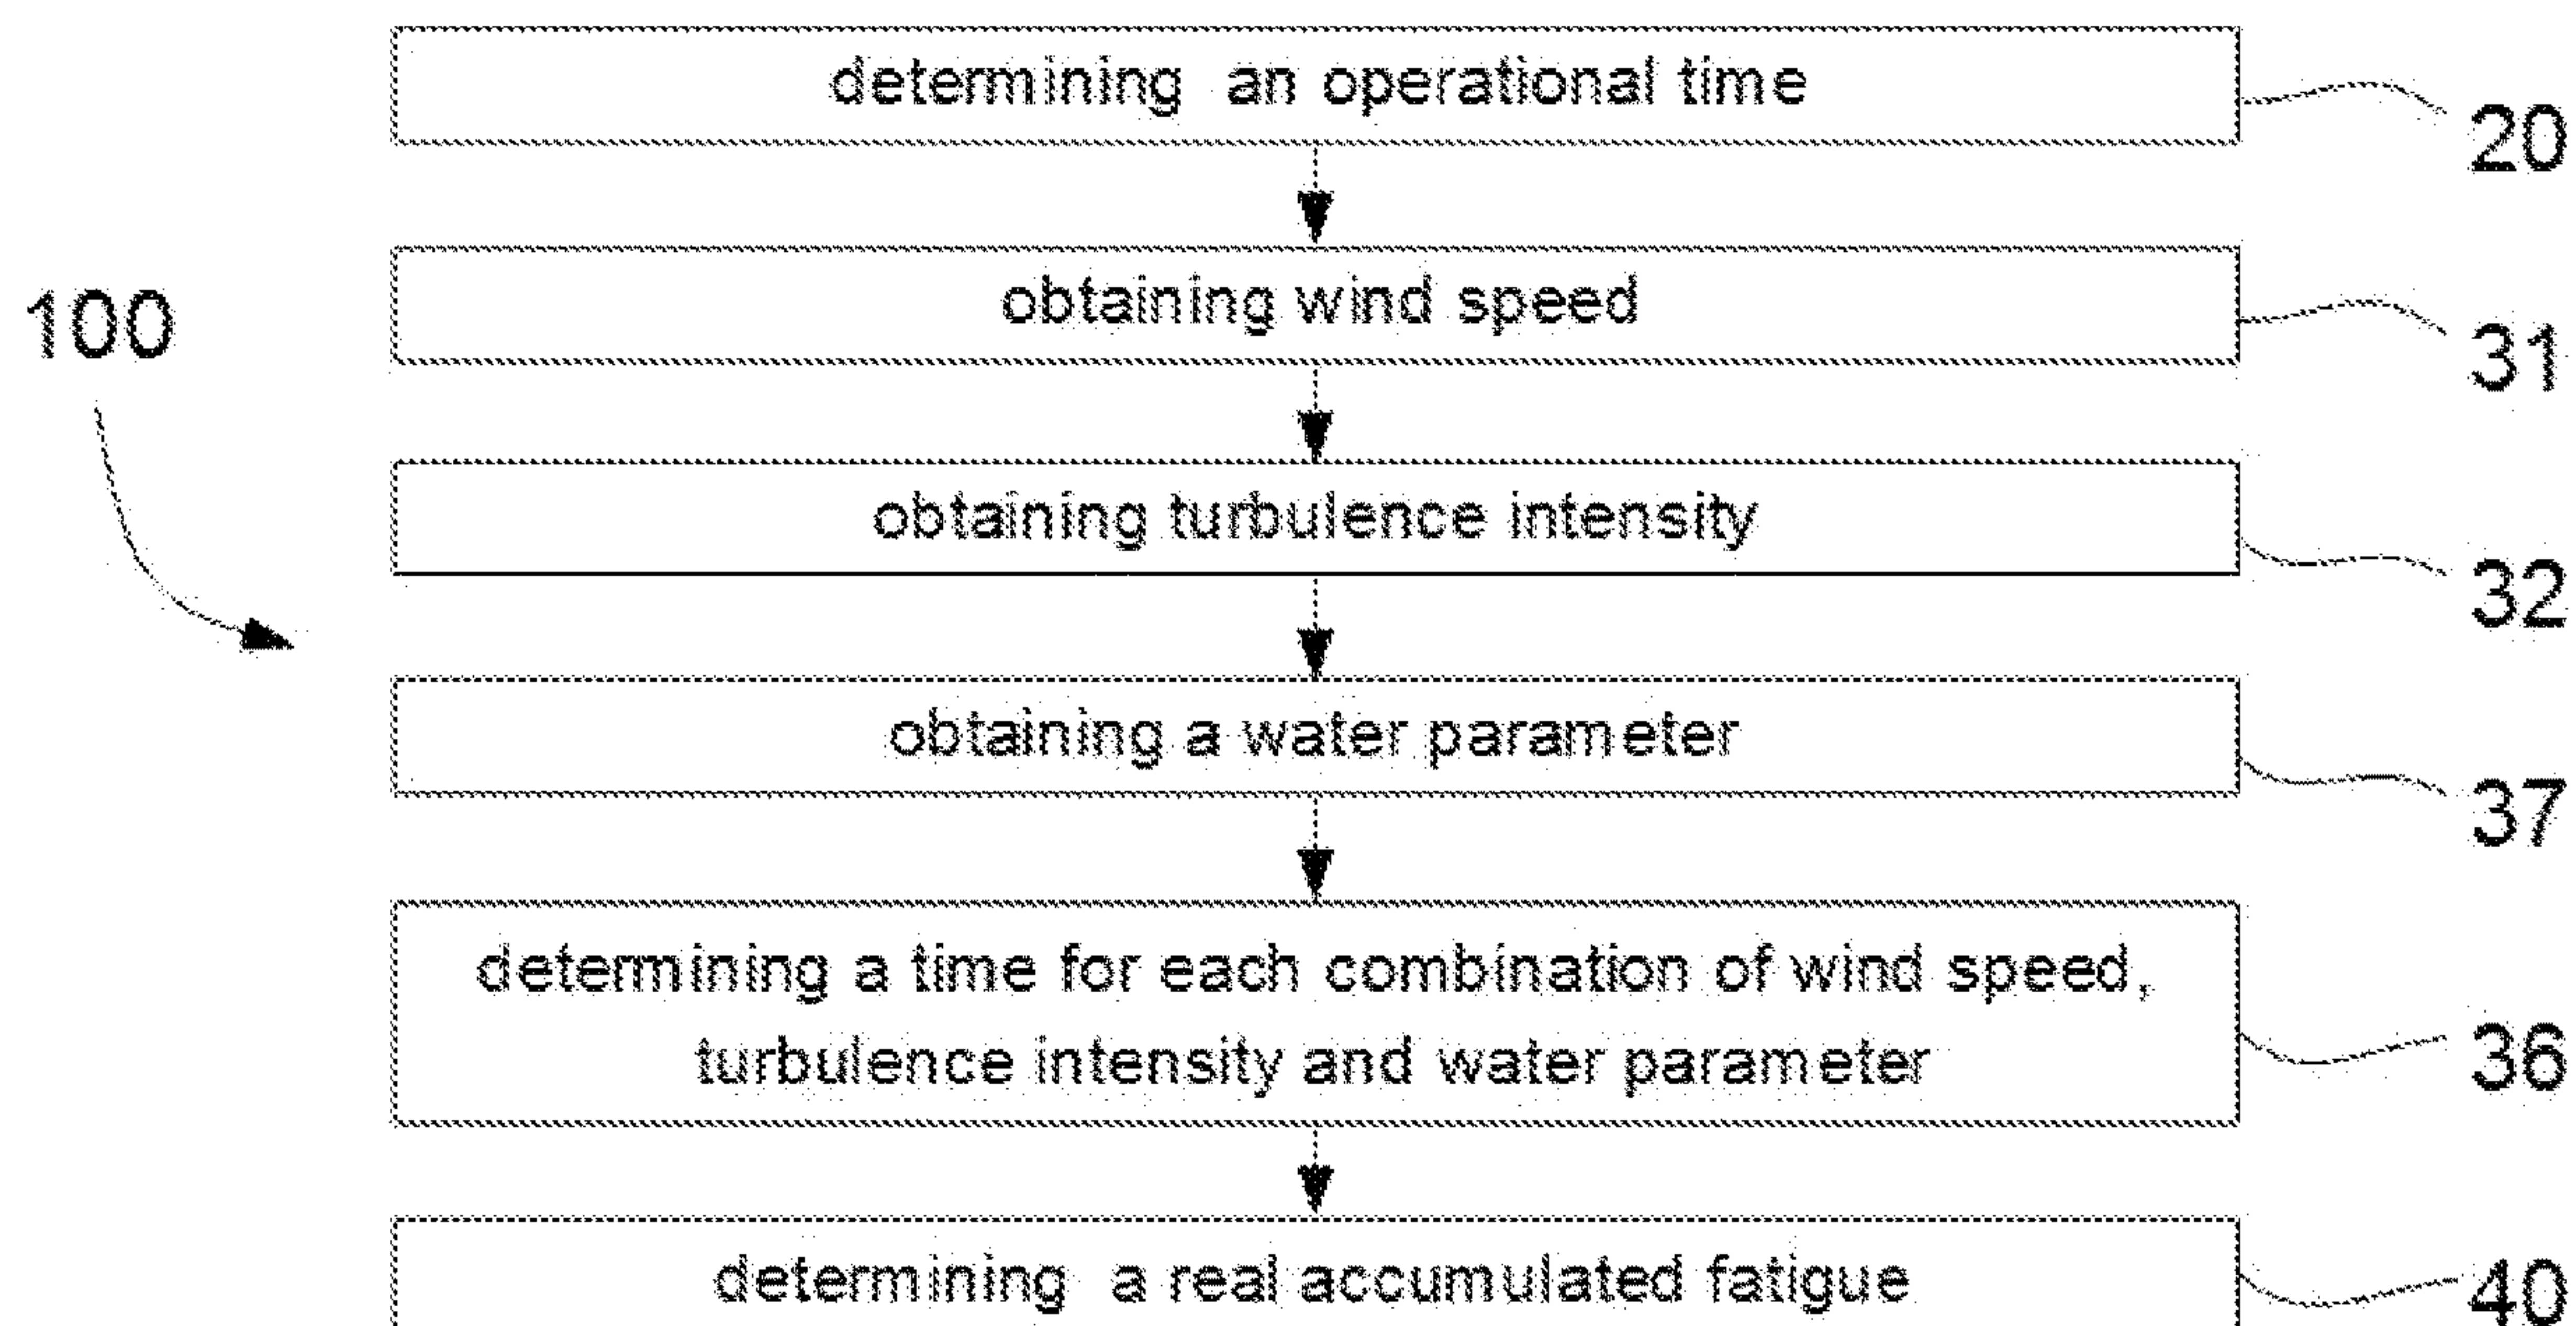 determining an operational time
20
obtaining wind speed
31
100
obtaining turbulence intensity
32
obtaining a water parameter
37
determining a time for each combination of wind speed,
turbulence intensity and water parameter
36
determining a real accumulated fatigue
40